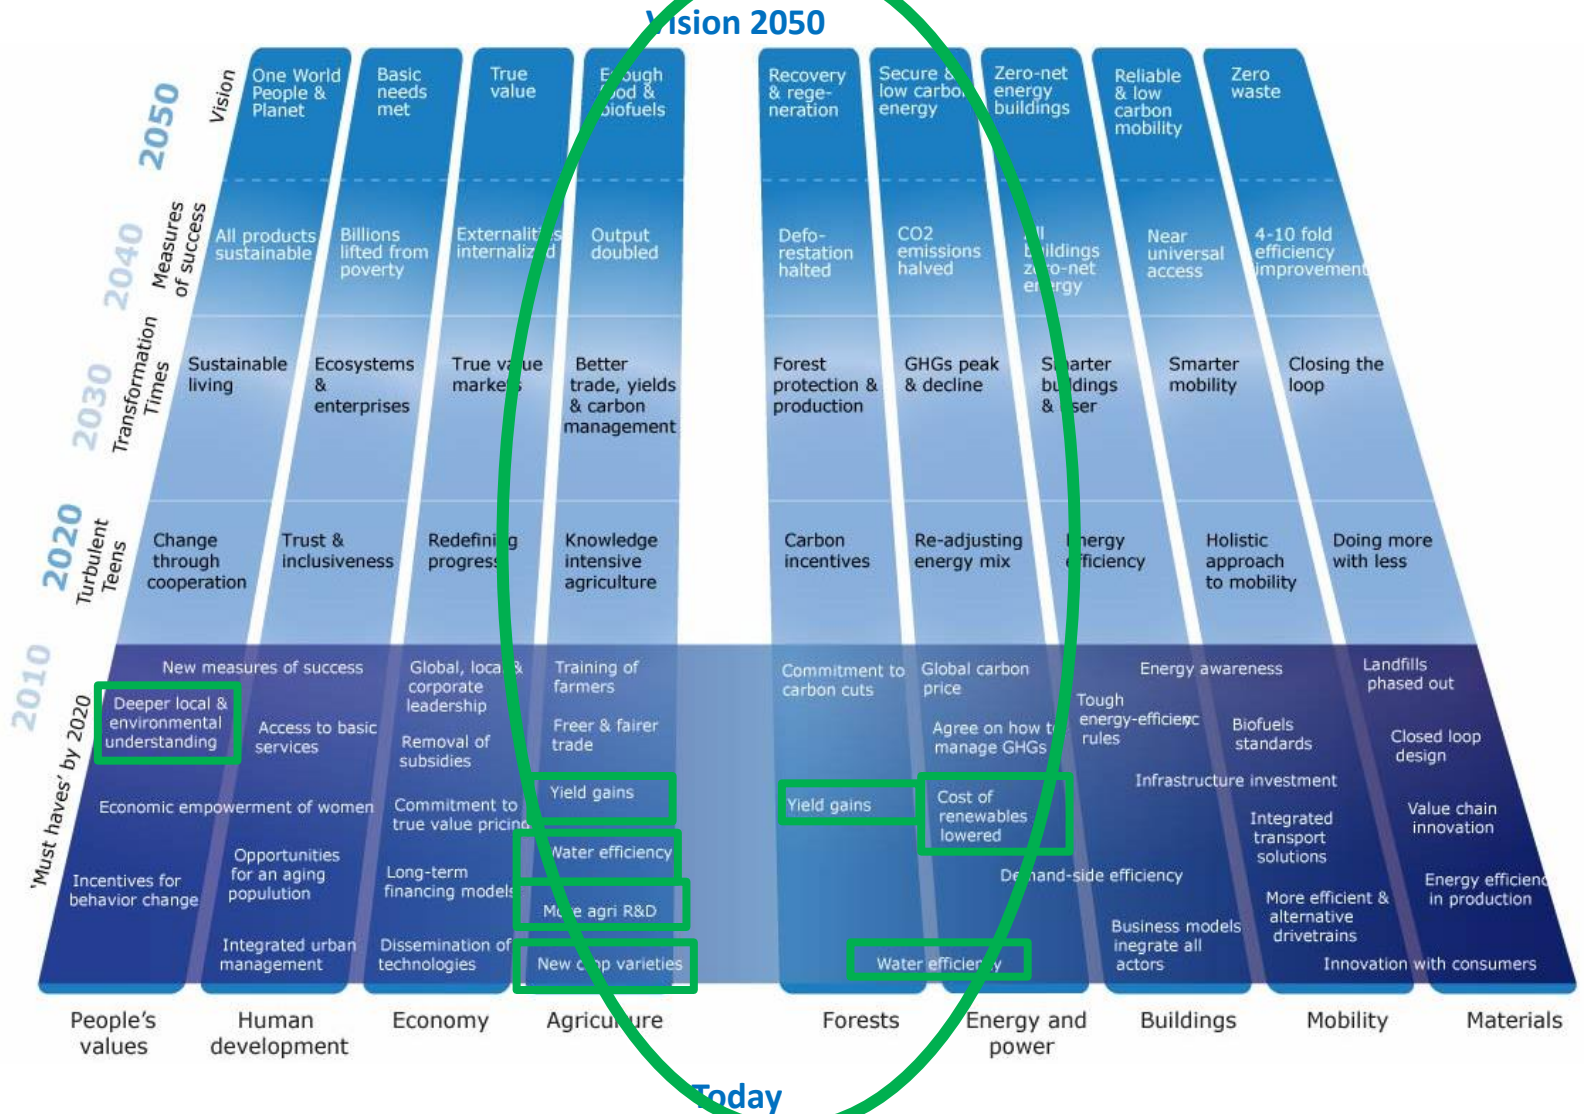 Vision 2050
2050
Vision
One World
People &
Planet
Basic
needs
met
True
value
Enough
food &
biofuels
Recovery
& rege-
neration
Secure &
low carbon
energy
Zero-net
energy
buildings
Reliable
& low
carbon
mobility
Zero
waste
2040
Measures
of success
All products
sustainable
Billions
lifted from
poverty
Externalities
internalized
Output
doubled
Defo-
restation
halted
CO2
emissions
halved
All
buildings
zero-net
energy
Near
universal
access
4-10 fold
efficiency
improvement
2030
Transformation
Times
Sustainable
living
Ecosystems
&
enterprises
True value
markets
Better
trade, yields
& carbon
management
Forest
protection &
production
GHGs peak
& decline
Smarter
buildings
& user
Smarter
mobility
Closing the
loop
2020
Turbulent
Teens
Change
through
cooperation
Trust &
inclusiveness
Redefining
progress
Knowledge
intensive
agriculture
Carbon
incentives
Re-adjusting
energy mix
Energy
efficiency
Holistic
approach
to mobility
Doing more
with less
2010
'Must haves' by 2020
New measures of success
Deeper local &
environmental
understanding
Access to basic
services
Economic empowerment of women
Opportunities
for an aging
populution
Incentives for
behavior change
Integrated urban
management
Global, local &
corporate
leadership
Removal of
subsidies
Commitment to
true value pricing
Long-term
financing models
Dissemination of
technologies
Training of
farmers
Freer & fairer
trade
Yield gains
Water efficiency
More agri R&D
New crop varieties
Commitment to
carbon cuts
Yield gains
Water efficiency
Global carbon
price
Agree on how to
manage GHGs
Cost of
renewables
lowered
Demand-side efficiency
Energy awareness
Tough
energy-efficienyc
rules
Infrastructure investment
Business models
inegrate all
actors
Biofuels
standards
Integrated
transport
solutions
More efficient &
alternative
drivetrains
Landfills
phased out
Closed loop
design
Value chain
innovation
Energy efficienc
in production
Innovation with consumers
People's
values
Human
development
Economy
Agriculture
Forests
Energy and
power
Buildings
Mobility
Materials
Today